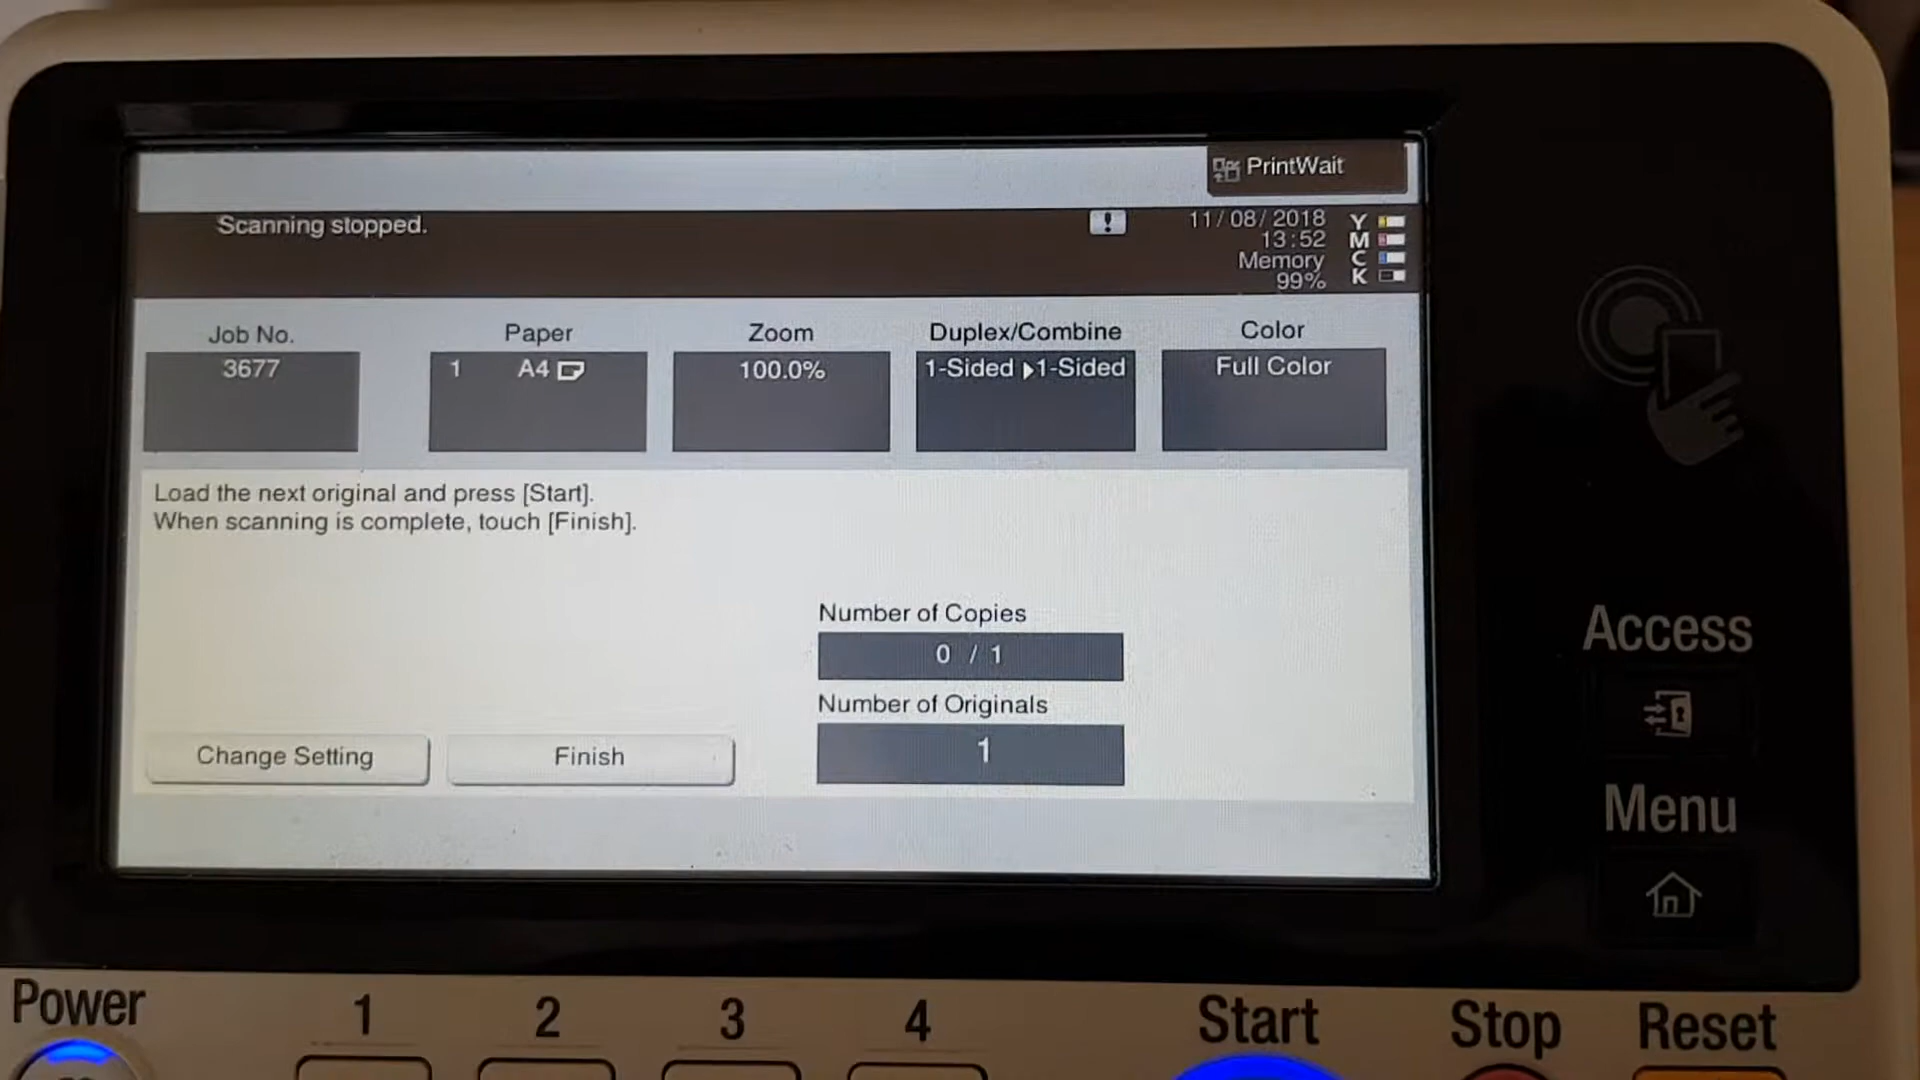 PrintWait
Scanning stopped.
11/08/2018
13:52
Memory
99%
Y
M
C
K
Job No.
3677
Paper
1 A4
Zoom
100.0%
Duplex/Combine
1-Sided ▶1-Sided
Color
Full Color
Load the next original and press [Start].
When scanning is complete, touch [Finish].
Number of Copies
0 / 1
Number of Originals
1
Change Setting
Finish
Access
Menu
Power
1 2 3 4
Start
Stop
Reset